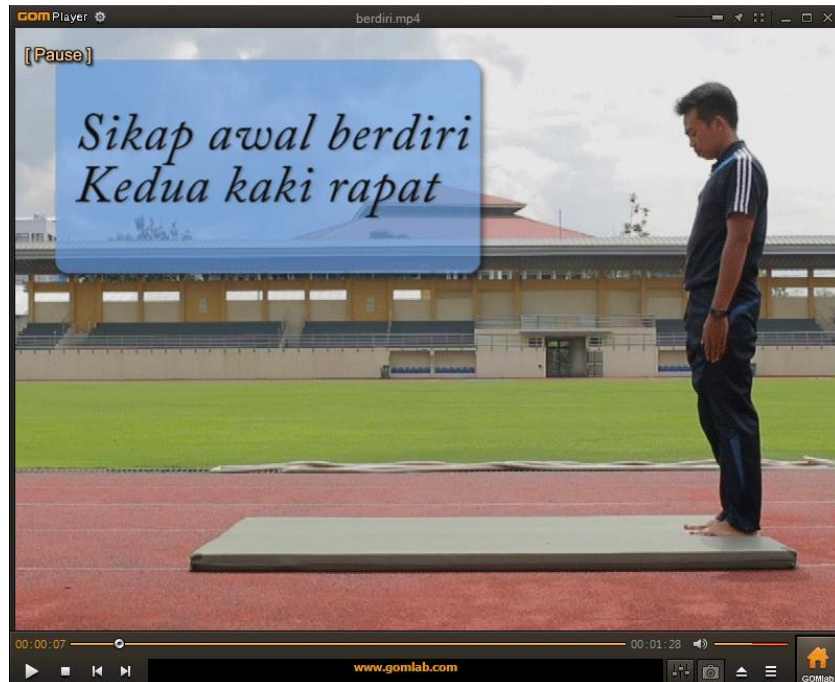 GOM Player
berdiri.mp4
[ Pause ]
Sikap awal berdiri
Kedua kaki rapat
00:00:07
00:01:28
www.gomlab.com
GOMlab